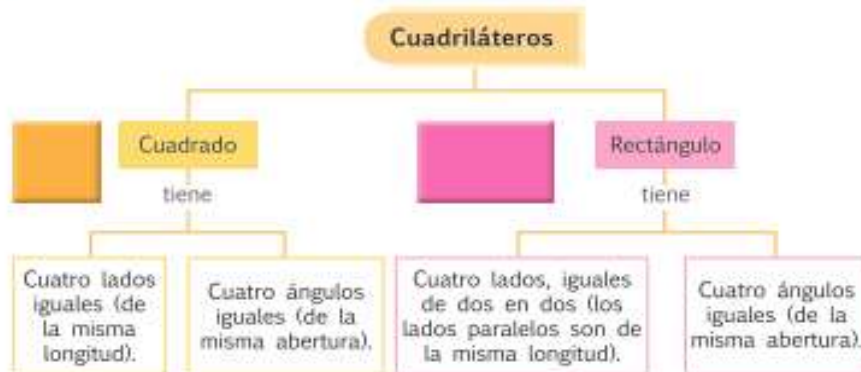 Cuadriláteros
Cuadrado
Rectángulo
tiene
tiene
Cuatro lados
iguales (de
la misma
longitud).
Cuatro ángulos
iguales (de la
misma abertura).
Cuatro lados, iguales
de dos en dos (los
lados paralelos son de
la misma longitud).
Cuatro ángulos
iguales (de la
misma abertura).